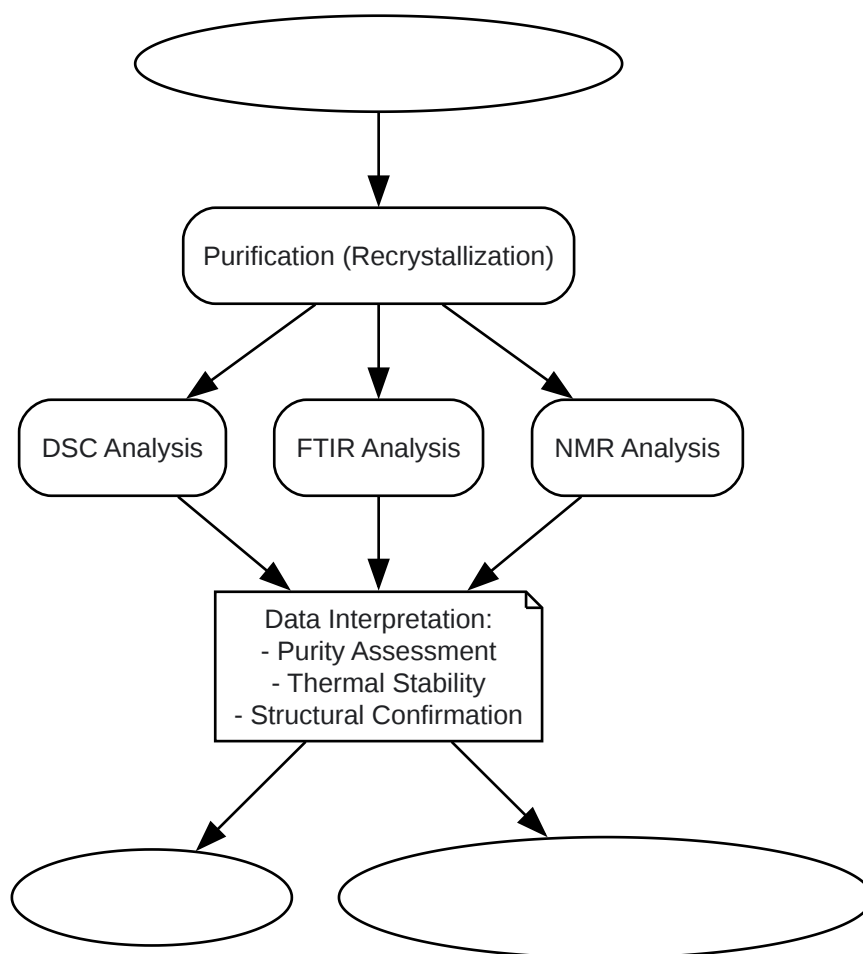 Purification (Recrystallization)
DSC Analysis
FTIR Analysis
NMR Analysis
Data Interpretation:
- Purity Assessment
- Thermal Stability
- Structural Confirmation